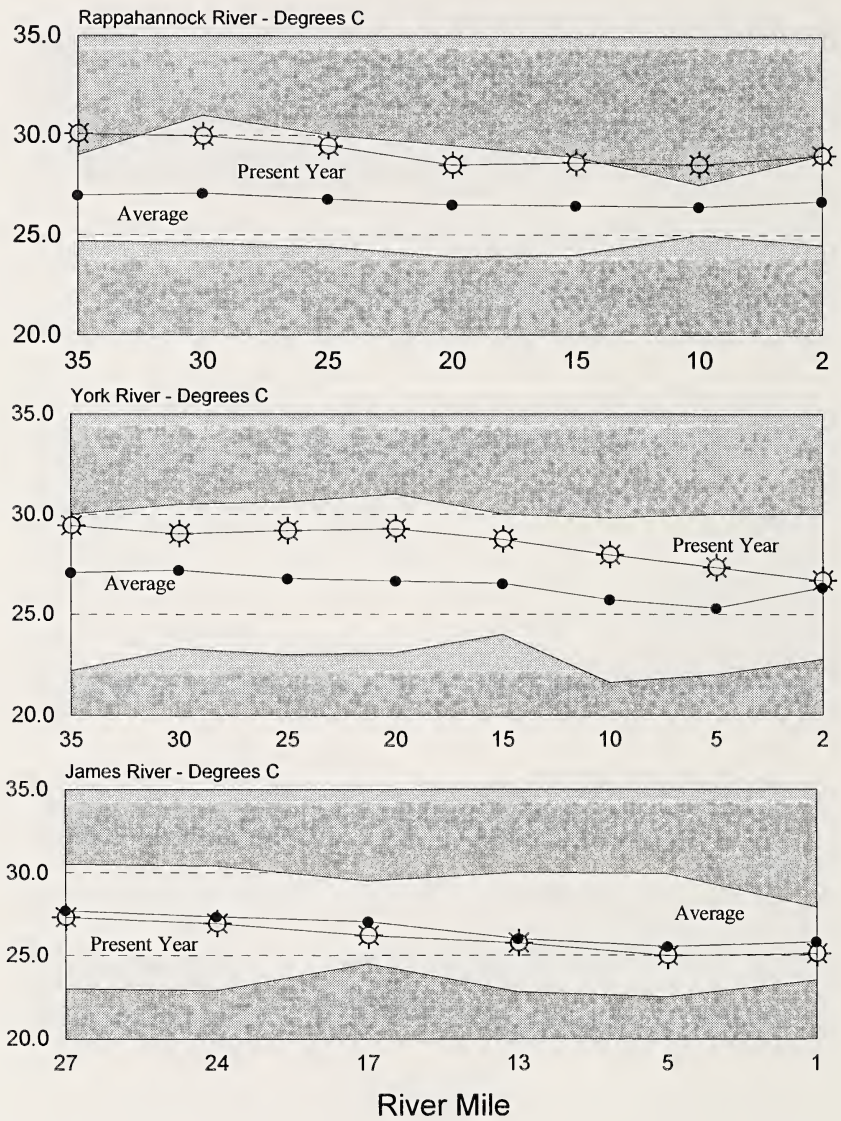 Rappahannock River - Degrees C
35.0
30.0
Present Year
Average
25.0
20.0
35 30 25 20 15 10 2
York River - Degrees C
35.0
30.0
Present Year
Average
25.0
20.0
35 30 25 20 15 10 5 2
James River - Degrees C
35.0
30.0
Average
Present Year
25.0
20.0
27 24 17 13 5 1
River Mile